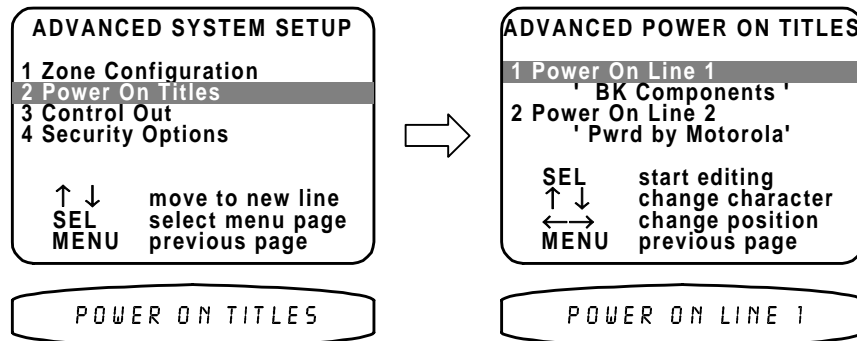 ADVANCED SYSTEM SETUP
1 Zone Configuration
2 Power On Titles
3 Control Out
4 Security Options
↑ ↓ move to new line
SEL select menu page
MENU previous page
POWER ON TITLES
ADVANCED POWER ON TITLES
1 Power On Line 1
' BK Components '
2 Power On Line 2
' Pwrd by Motorola'
SEL start editing
↑ ↓ change character
←→ change position
MENU previous page
POWER ON LINE 1